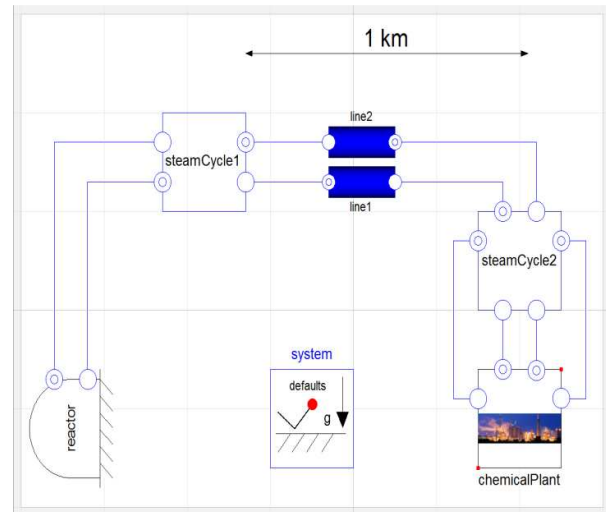 1 km
line2
steamCycle1
line1
steamCycle2
system
defaults
g
reactor
chemicalPlant